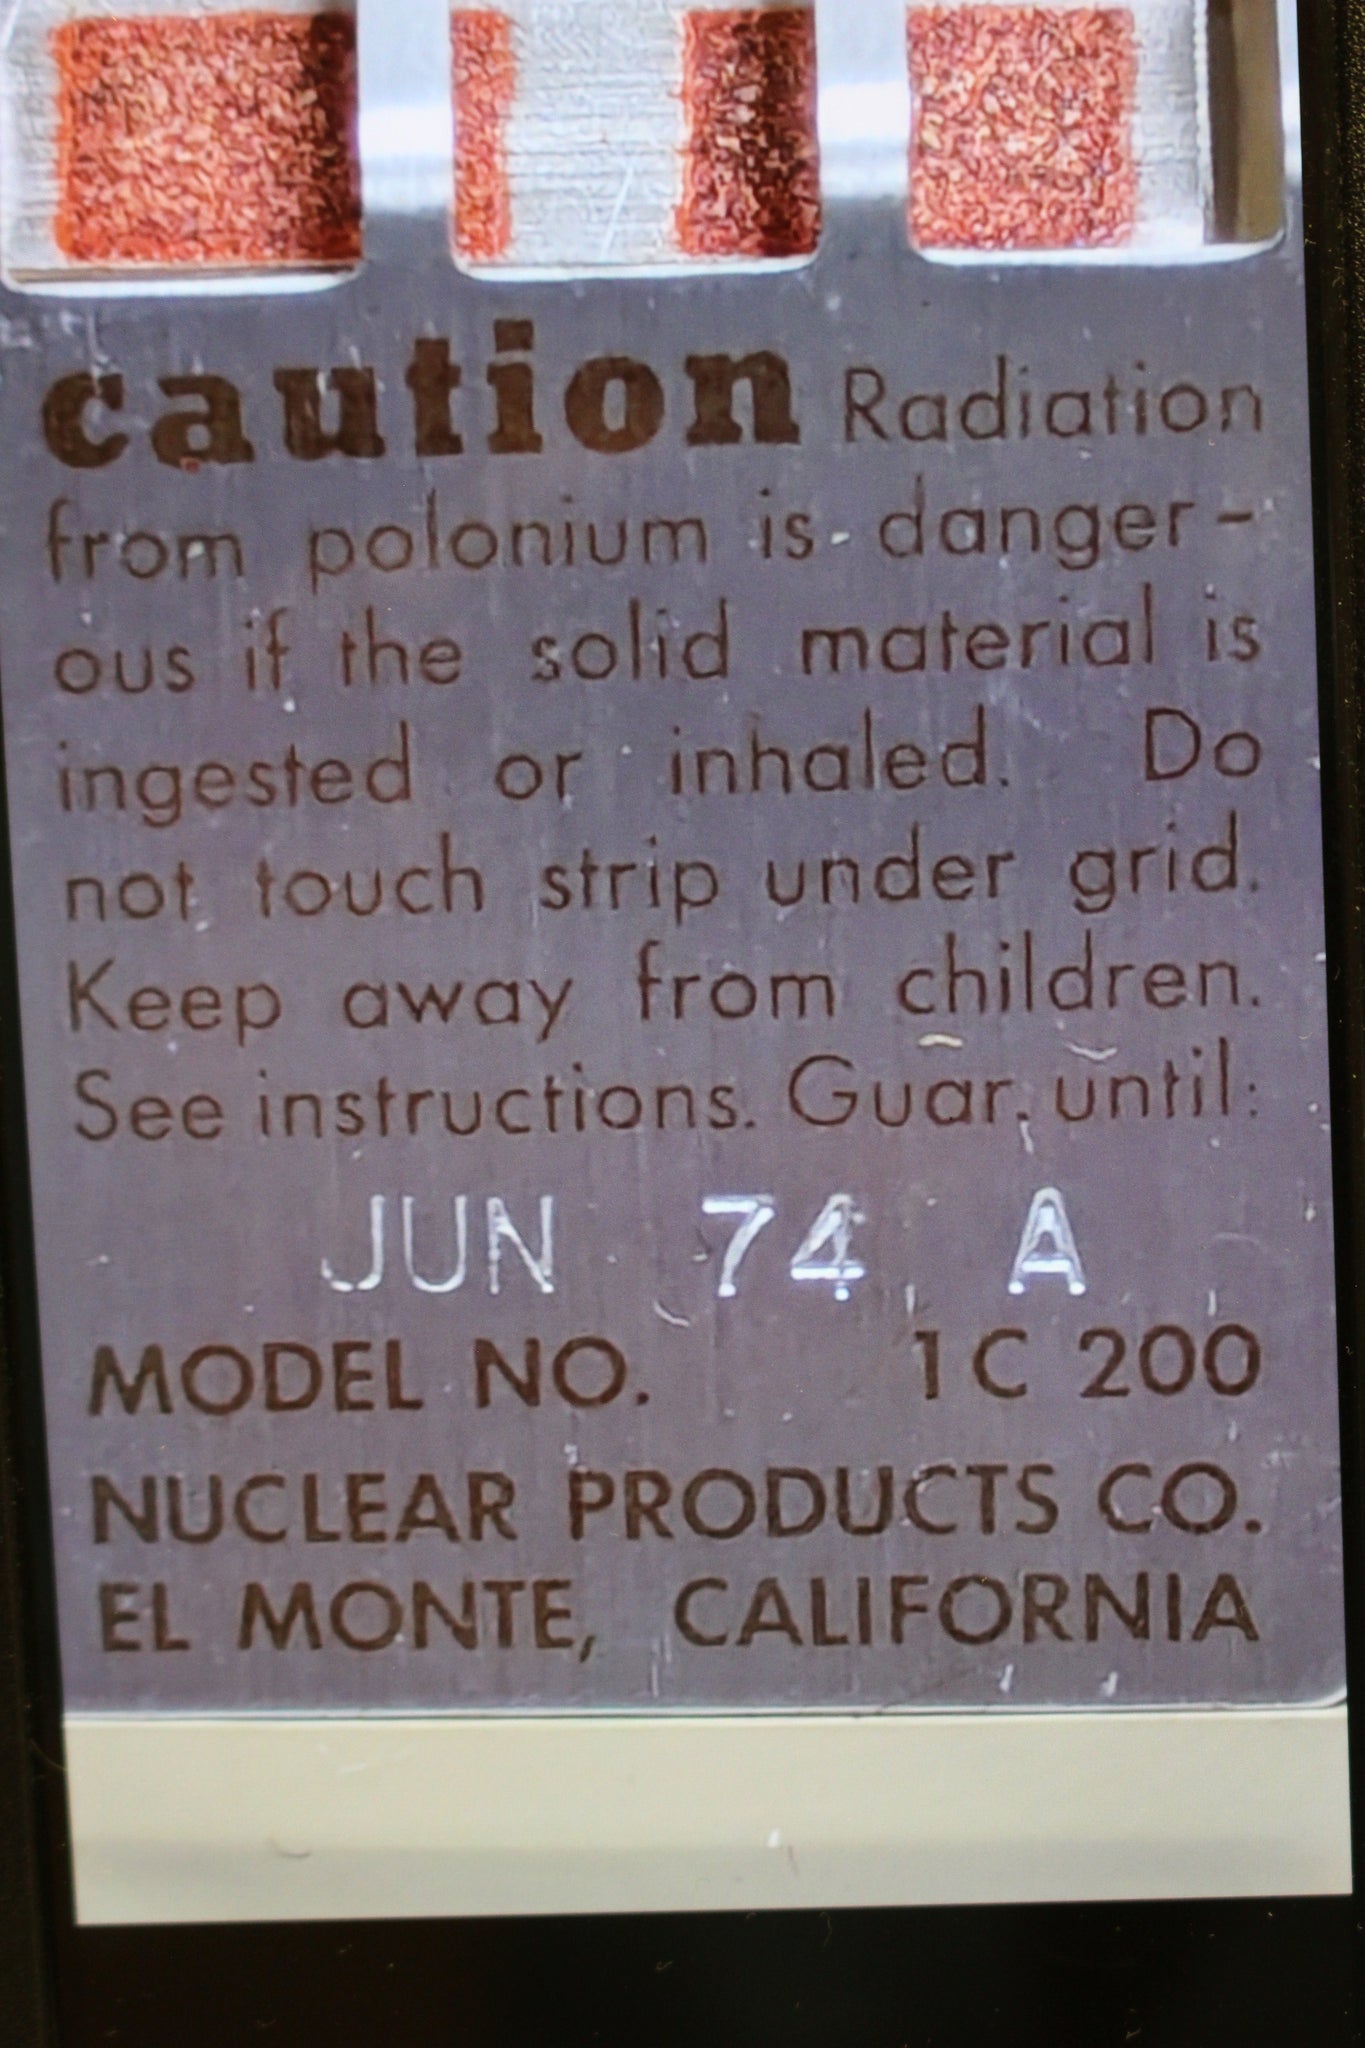 caution Radiation
from polonium is danger-
ous if the solid material is
ingested or inhaled. Do
not touch strip under grid.
Keep away from children.
See instructions. Guar. until:
JUN 74 A
MODEL NO. 1C 200
NUCLEAR PRODUCTS CO.
EL MONTE, CALIFORNIA